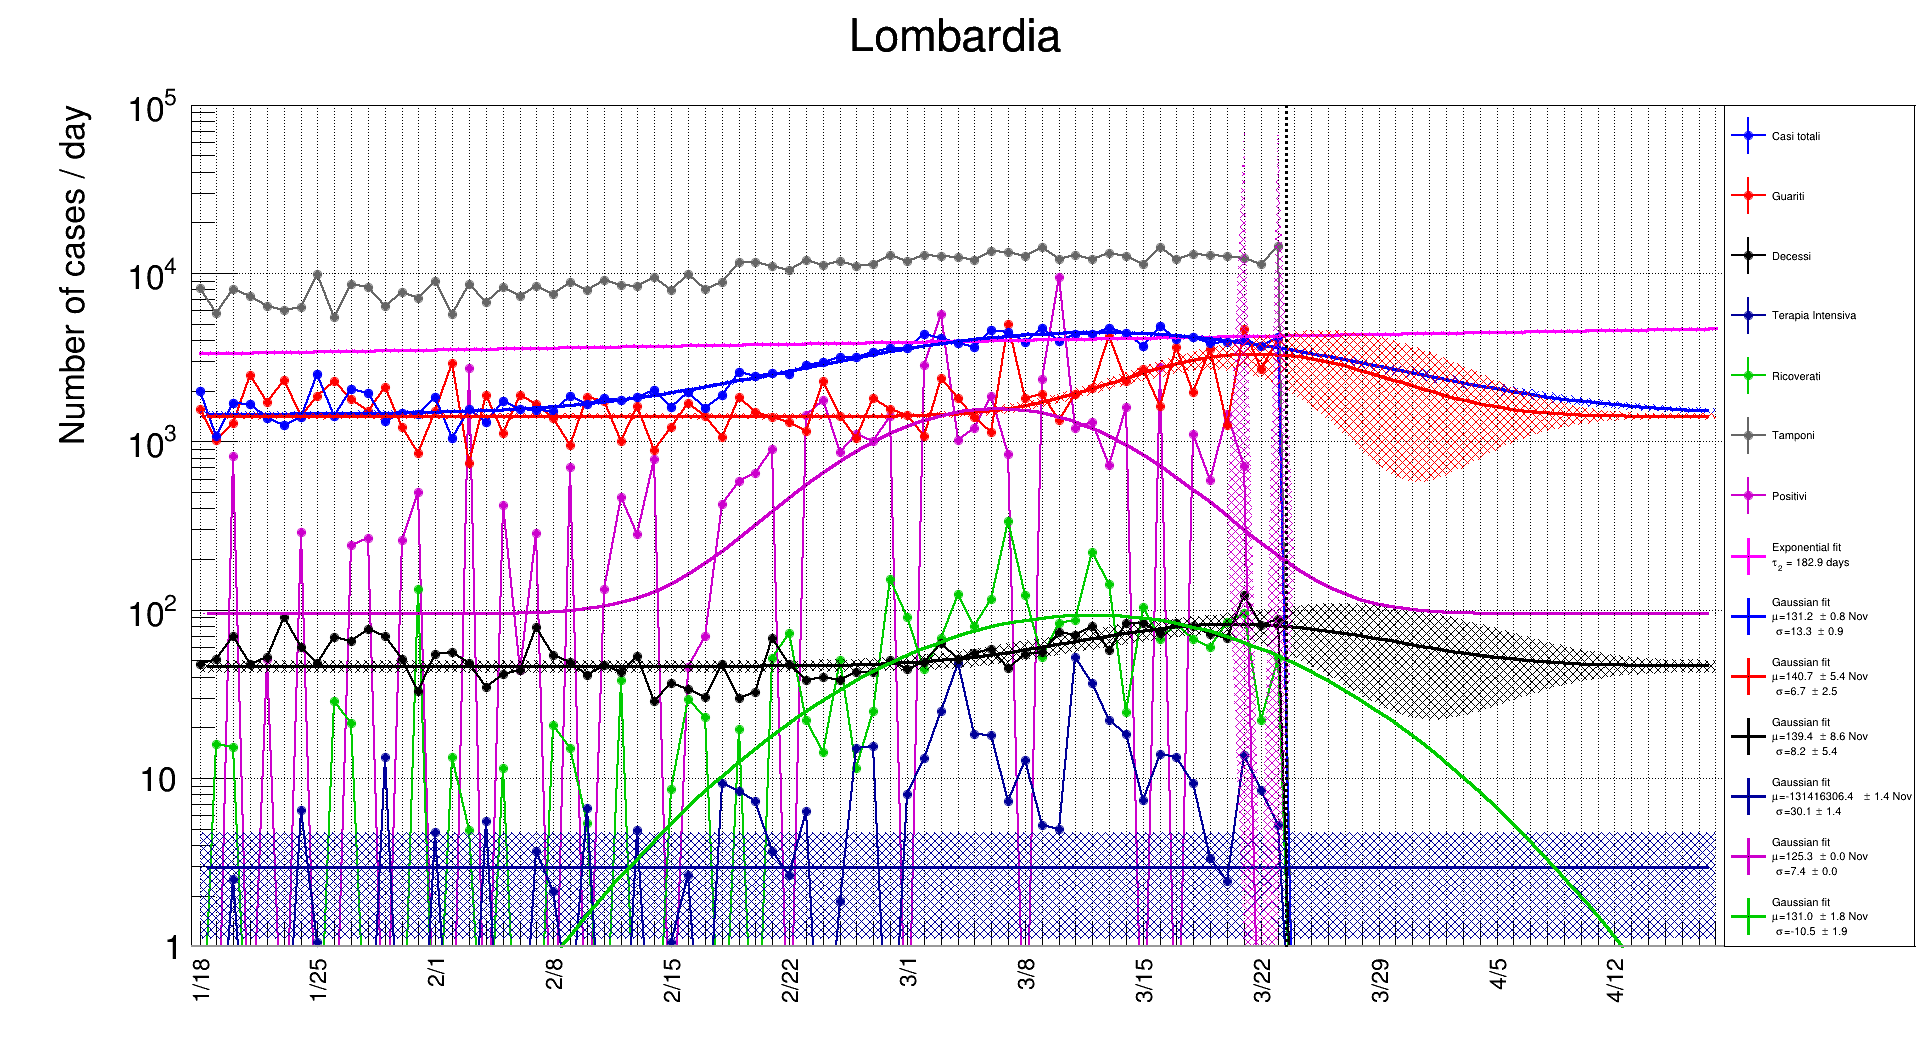 Lombardia
Number of cases / day
10^5
10^4
10^3
10^2
10
1
1/18
1/25
2/1
2/8
2/15
2/22
3/1
3/8
3/15
3/22
3/29
4/5
4/12
Casi totali
Guariti
Decessi
Terapia Intensiva
Ricoverati
Tamponi
Positivi
Exponential fit
τ_2 = 182.9 days
Gaussian fit
μ=131.2 ± 0.8 Nov
σ=13.3 ± 0.9
Gaussian fit
μ=140.7 ± 5.4 Nov
σ=6.7 ± 2.5
Gaussian fit
μ=139.4 ± 8.6 Nov
σ=8.2 ± 5.4
Gaussian fit
μ=-131416306.4 ± 1.4 Nov
σ=30.1 ± 1.4
Gaussian fit
μ=125.3 ± 0.0 Nov
σ=7.4 ± 0.0
Gaussian fit
μ=131.0 ± 1.8 Nov
σ=-10.5 ± 1.9